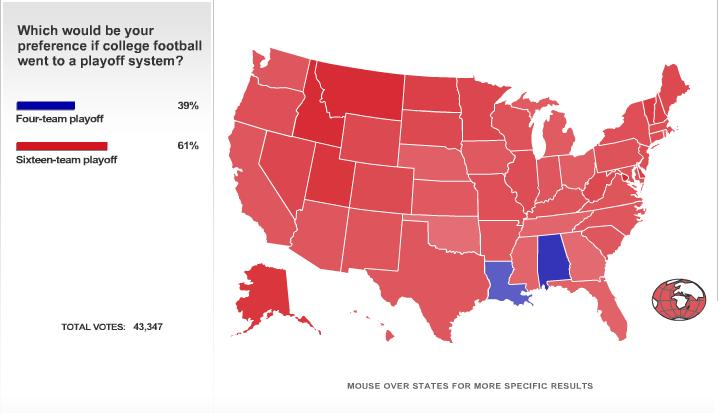 Which would be your
preference if college football
went to a playoff system?
39%
Four-team playoff
61%
Sixteen-team playoff
TOTAL VOTES: 43,347
MOUSE OVER STATES FOR MORE SPECIFIC RESULTS